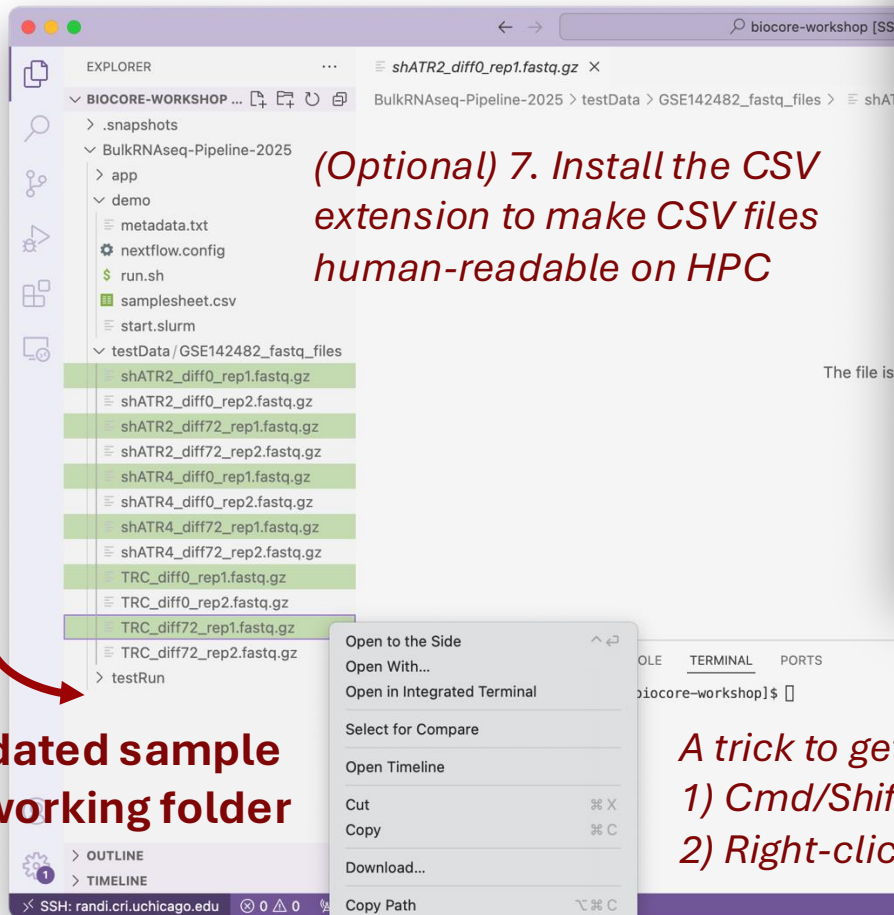 biocore-workshop [SS
EXPLORER
...
shATR2_diff0_rep1.fastq.gz ×
BIOCORE-WORKSHOP ...
BulkRNAseq-Pipeline-2025 > testData > GSE142482_fastq_files > shAT
> .snapshots
BulkRNAseq-Pipeline-2025
> app
demo
metadata.txt
nextflow.config
$ run.sh
samplesheet.csv
start.slurm
testData/GSE142482_fastq_files
shATR2_diff0_rep1.fastq.gz
shATR2_diff0_rep2.fastq.gz
shATR2_diff72_rep1.fastq.gz
shATR2_diff72_rep2.fastq.gz
shATR4_diff0_rep1.fastq.gz
shATR4_diff0_rep2.fastq.gz
shATR4_diff72_rep1.fastq.gz
shATR4_diff72_rep2.fastq.gz
TRC_diff0_rep1.fastq.gz
TRC_diff0_rep2.fastq.gz
TRC_diff72_rep1.fastq.gz
TRC_diff72_rep2.fastq.gz
> testRun
(Optional) 7. Install the CSV
extension to make CSV files
human-readable on HPC
The file is
Open to the Side ^⏎
Open With...
Open in Integrated Terminal
Select for Compare
Open Timeline
Cut ⌘ X
Copy ⌘ C
Download...
Copy Path ⌥ ⌘ C
OLE TERMINAL PORTS
biocore-workshop]$
dated sample
working folder
A trick to ge
1) Cmd/Shif
2) Right-clic
> OUTLINE
> TIMELINE
1
SSH: randi.cri.uchicago.edu 0 0